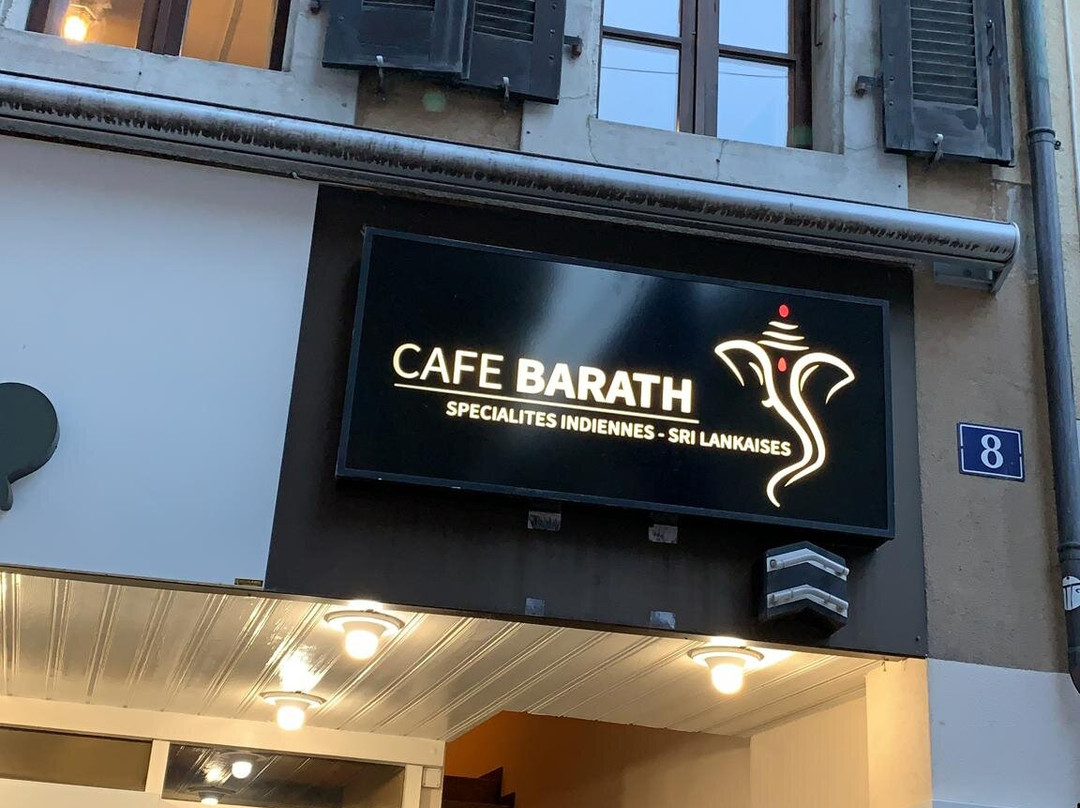 CAFE BARATH
SPECIALITES INDIENNES - SRI LANKAISES
8